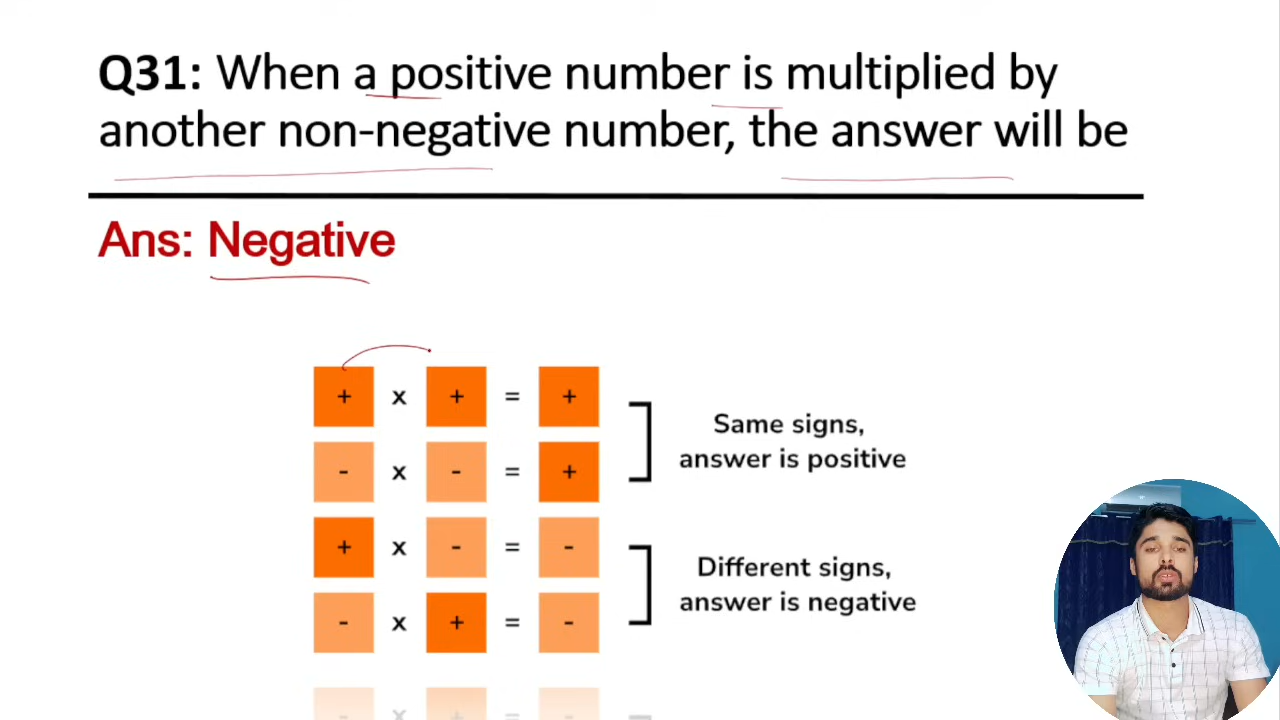 Q31: When a positive number is multiplied by
another non-negative number, the answer will be
Ans: Negative
+ x + = +
- x - = +
Same signs,
answer is positive
+ x - = -
- x + = -
Different signs,
answer is negative